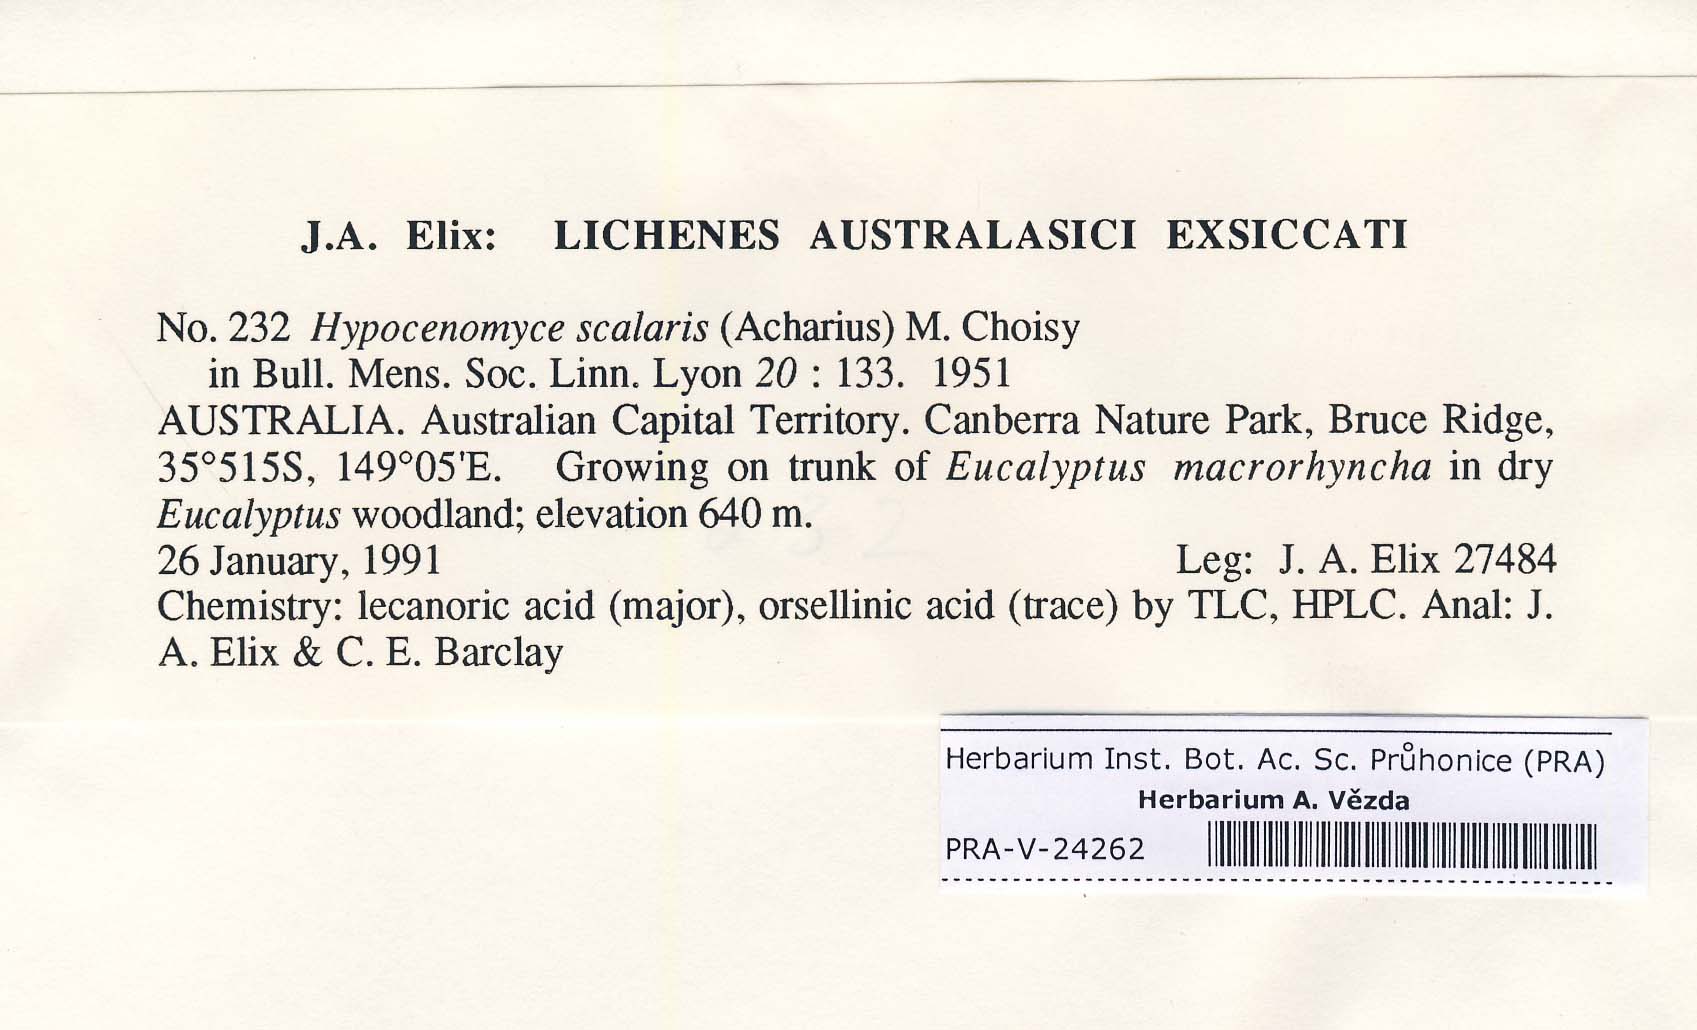 J.A. Elix: LICHENES AUSTRALASICI EXSICCATI
No. 232 Hypocenomyce scalaris (Acharius) M. Choisy
in Bull. Mens. Soc. Linn. Lyon 20 : 133. 1951
AUSTRALIA. Australian Capital Territory. Canberra Nature Park, Bruce Ridge,
35°515S, 149°05'E. Growing on trunk of Eucalyptus macrorhyncha in dry
Eucalyptus woodland; elevation 640 m.
26 January, 1991 Leg: J. A. Elix 27484
Chemistry: lecanoric acid (major), orsellinic acid (trace) by TLC, HPLC. Anal: J.
A. Elix & C. E. Barclay
Herbarium Inst. Bot. Ac. Sc. Průhonice (PRA)
Herbarium A. Vězda
PRA-V-24262